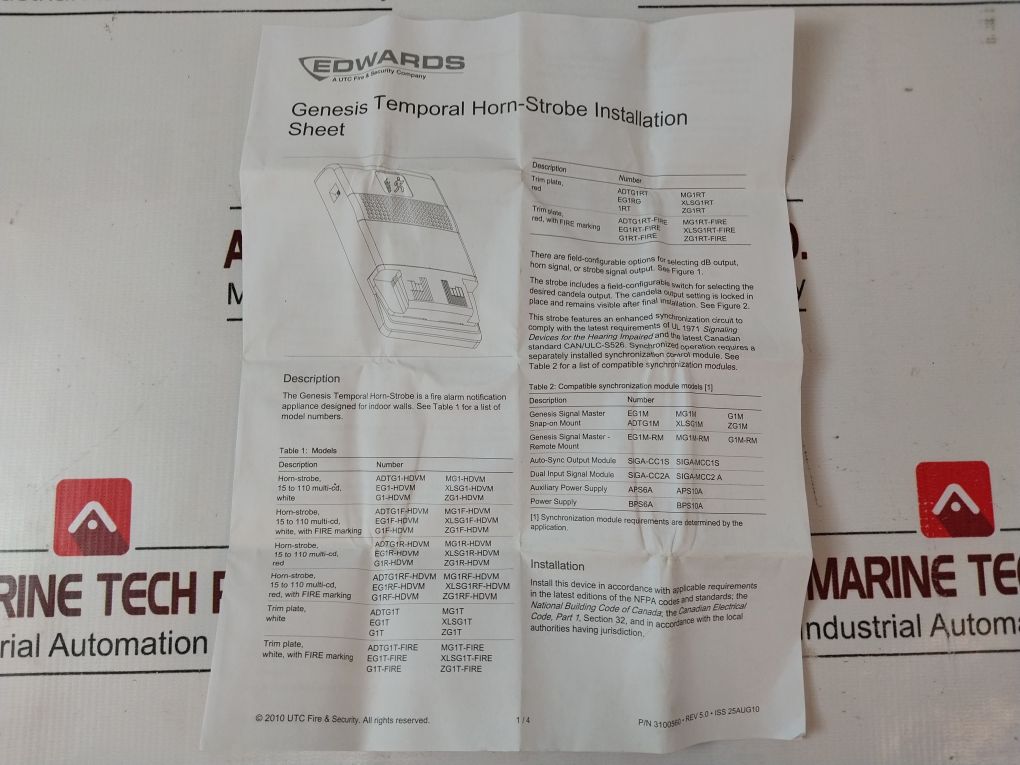 EDWARDS
A UTC Fire & Security Company
Genesis Temporal Horn-Strobe Installation
Sheet
Description
The Genesis Temporal Horn-Strobe is a fire alarm notification
appliance designed for indoor walls. See Table 1 for a list of
model numbers.
Table 1: Models
Description Number
Horn-strobe, ADTG1-HDVM MG1-HDVM
15 to 110 multi-cd, EG1-HDVM XLSG1-HDVM
white G1-HDVM ZG1-HDVM
Horn-strobe, ADTG1F-HDVM MG1F-HDVM
15 to 110 multi-cd, EG1F-HDVM XLSG1F-HDVM
white, with FIRE marking G1F-HDVM ZG1F-HDVM
Horn-strobe, ADTG1R-HDVM MG1R-HDVM
15 to 110 multi-cd, EG1R-HDVM XLSG1R-HDVM
red G1R-HDVM ZG1R-HDVM
Horn-strobe, ADTG1RF-HDVM MG1RF-HDVM
15 to 110 multi-cd, EG1RF-HDVM XLSG1RF-HDVM
red, with FIRE marking G1RF-HDVM ZG1RF-HDVM
Trim plate, ADTG1T MG1T
white EG1T XLSG1T
G1T ZG1T
Trim plate, ADTG1T-FIRE MG1T-FIRE
white, with FIRE marking EG1T-FIRE XLSG1T-FIRE
G1T-FIRE ZG1T-FIRE
Description Number
Trim plate, ADTG1RT MG1RT
red EG1RG XLSG1RT
1RT ZG1RT
Trim plate, ADTG1RT-FIRE MG1RT-FIRE
red, with FIRE marking EG1RT-FIRE XLSG1RT-FIRE
G1RT-FIRE ZG1RT-FIRE
There are field-configurable options for selecting dB output,
horn signal, or strobe signal output. See Figure 1.
The strobe includes a field-configurable switch for selecting the
desired candela output. The candela output setting is locked in
place and remains visible after final installation. See Figure 2.
This strobe features an enhanced synchronization circuit to
comply with the latest requirements of UL 1971 Signaling
Devices for the Hearing Impaired and the latest Canadian
standard CAN/ULC-S526. Synchronized operation requires a
separately installed synchronization control module. See
Table 2 for a list of compatible synchronization modules.
Table 2: Compatible synchronization module models [1]
Description Number
Genesis Signal Master EG1M MG1M G1M
Snap-on Mount ADTG1M XLSG1M ZG1M
Genesis Signal Master - EG1M-RM MG1M-RM G1M-RM
Remote Mount
Auto-Sync Output Module SIGA-CC1S SIGA-MCC1S
Dual Input Signal Module SIGA-CC2A SIGA-MCC2 A
Auxiliary Power Supply APS6A APS10A
Power Supply BPS6A BPS10A
[1] Synchronization module requirements are determined by the
application.
Installation
Install this device in accordance with applicable requirements
in the latest editions of the NFPA codes and standards; the
National Building Code of Canada; the Canadian Electrical
Code, Part 1, Section 32, and in accordance with the local
authorities having jurisdiction.
© 2010 UTC Fire & Security. All rights reserved.
1 / 4
P/N 3100560 • REV 5.0 • ISS 25AUG10
ARINE TECH
rial Automation
MARINE TEC
ndustrial Automa